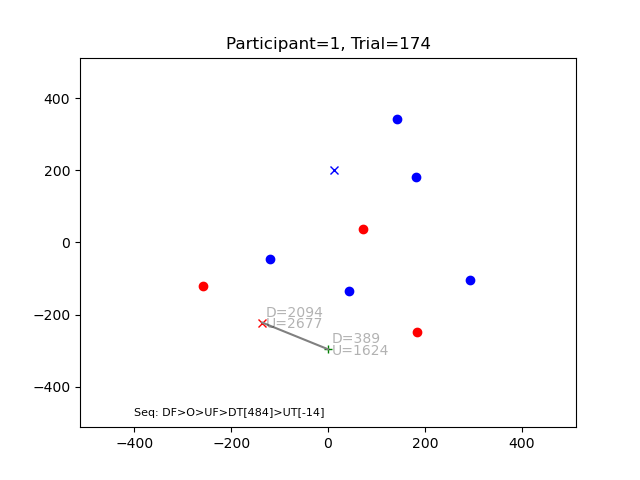 Participant=1, Trial=174
400
200
0
−200
−400
D=2094
U=2677
D=389
U=1624
Seq: DF>O>UF>DT[484]>UT[-14]
−400
−200
0
200
400